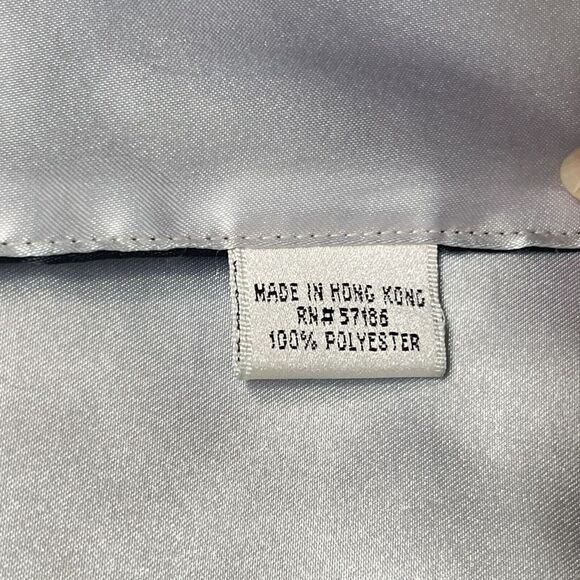 MADE IN HONG KONG
RN# 57186
100% POLYESTER